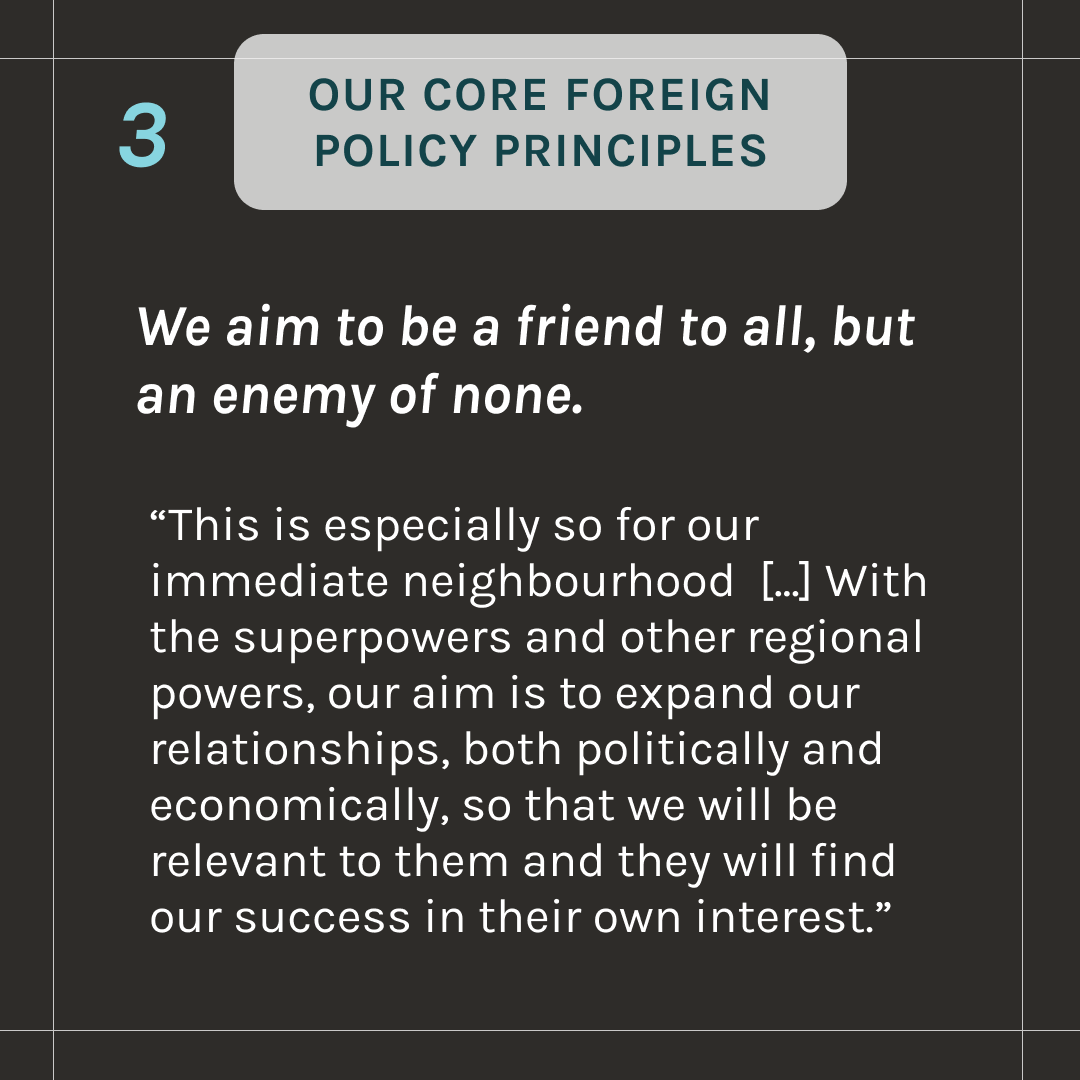 3
OUR CORE FOREIGN
POLICY PRINCIPLES
We aim to be a friend to all, but
an enemy of none.
“This is especially so for our
immediate neighbourhood  [...] With
the superpowers and other regional
powers, our aim is to expand our
relationships, both politically and
economically, so that we will be
relevant to them and they will find
our success in their own interest.”